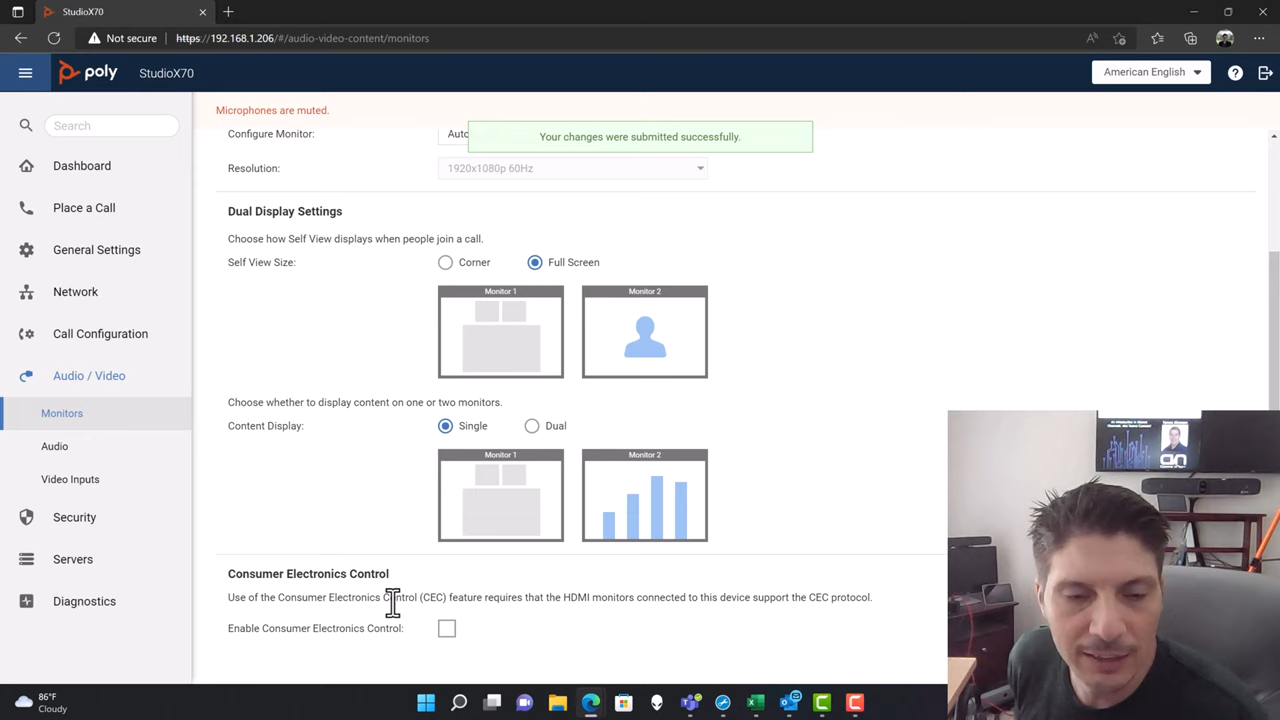 StudioX70
Not secure https://192.168.1.206/#/audio-video-content/monitors
poly StudioX70 American English
Microphones are muted.
Search
Dashboard
Place a Call
General Settings
Network
Call Configuration
Audio / Video
Monitors
Audio
Video Inputs
Security
Servers
Diagnostics
Configure Monitor: Auto
Your changes were submitted successfully.
Resolution: 1920x1080p 60Hz
Dual Display Settings
Choose how Self View displays when people join a call.
Self View Size: Corner Full Screen
Monitor 1 Monitor 2
Choose whether to display content on one or two monitors.
Content Display: Single Dual
Monitor 1 Monitor 2
Consumer Electronics Control
Use of the Consumer Electronics Control (CEC) feature requires that the HDMI monitors connected to this device support the CEC protocol.
Enable Consumer Electronics Control:
86°F
Cloudy